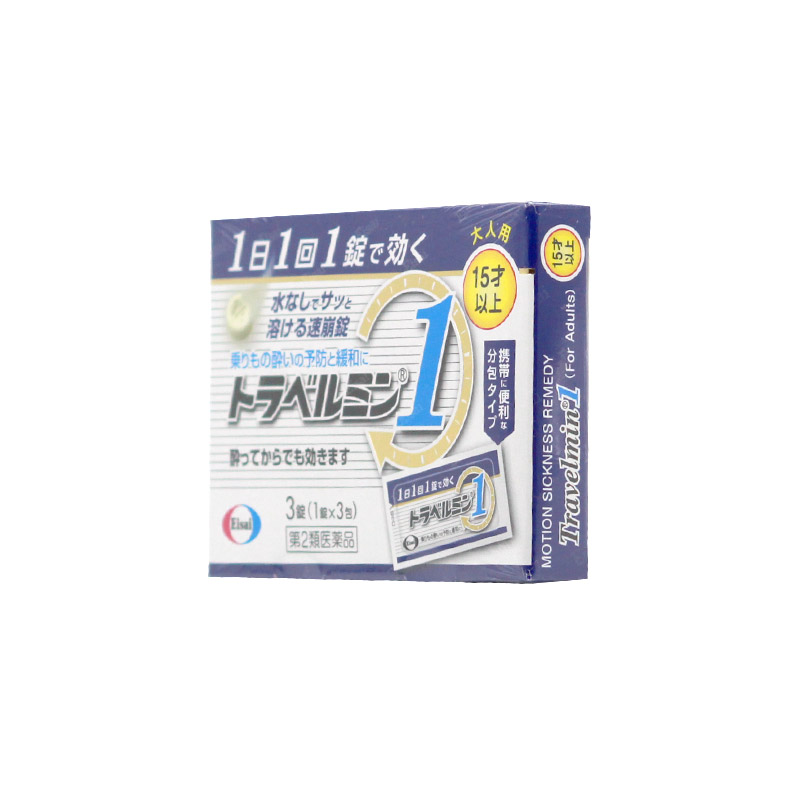 1日1回1錠で効く
大人用
15才
以上
水なしでサッと
溶ける速崩錠
乗りもの酔いの予防と緩和に
トラベルミン®1
携帯に便利な
分包タイプ
酔ってからでも効きます
3錠(1錠×3包)
Eisai
第2類医薬品
1日1回1錠で効く
トラベルミン1
15才
以上
MOTION SICKNESS REMEDY
Travelmin®1 (For Adults)